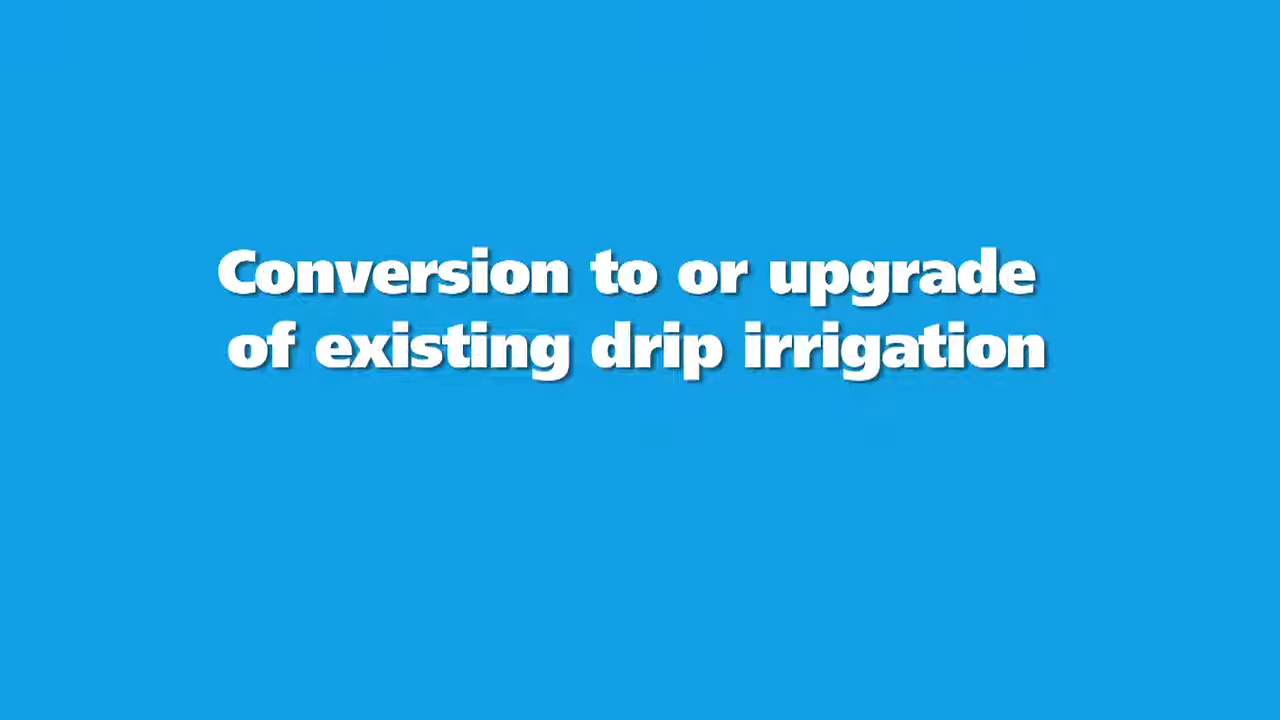 Conversion to or upgrade
of existing drip irrigation